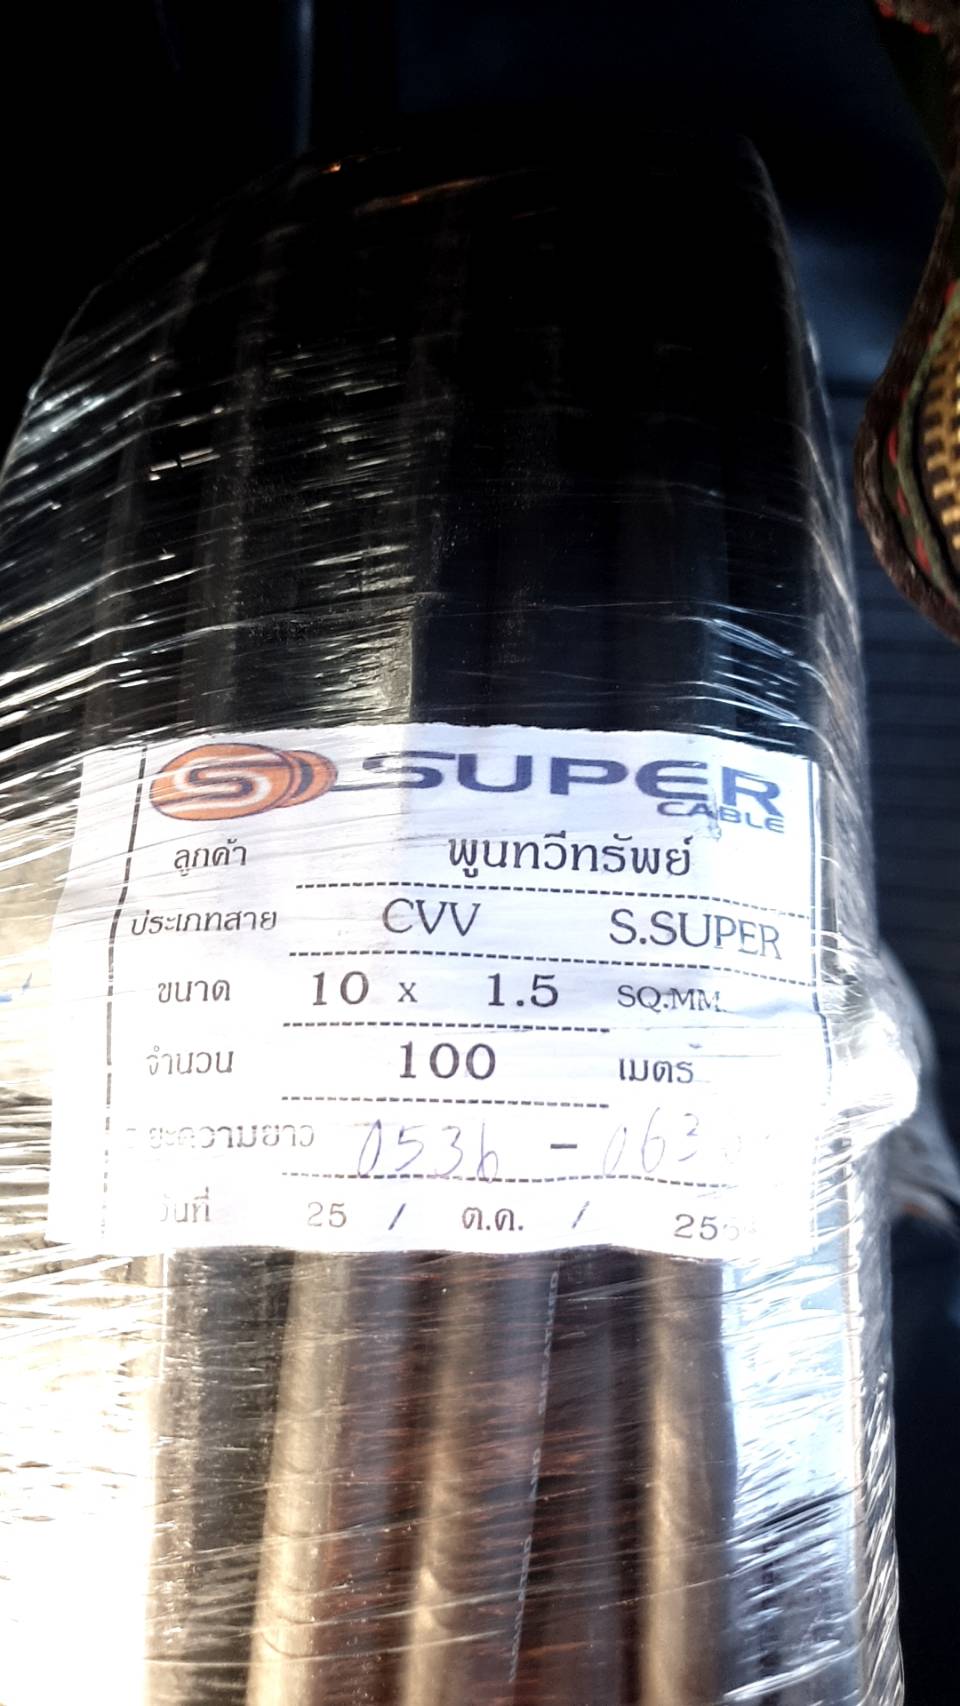 SUPER
CABLE
ลูกค้า พูนทวีทรัพย์
ประเภทสาย CVV S.SUPER
ขนาด 10 x 1.5 SQ.MM.
จำนวน 100 เมตร
ระยะความยาว 0536 -
วันที่ 25 / ต.ค. /